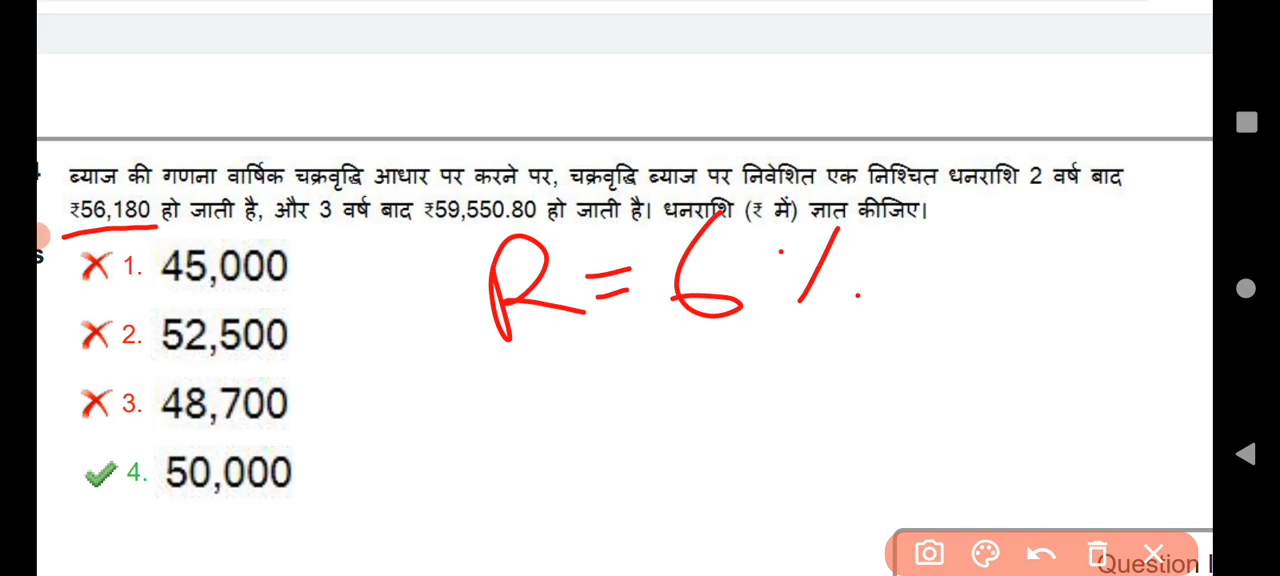 ब्याज की गणना वार्षिक चक्रवृद्धि आधार पर करने पर, चक्रवृद्धि ब्याज पर निवेशित एक निश्चित धनराशि 2 वर्ष बाद
₹56,180 हो जाती है, और 3 वर्ष बाद ₹59,550.80 हो जाती है। धनराशि (₹ में) ज्ञात कीजिए।
R = 6 %
1. 45,000
2. 52,500
3. 48,700
4. 50,000
Question